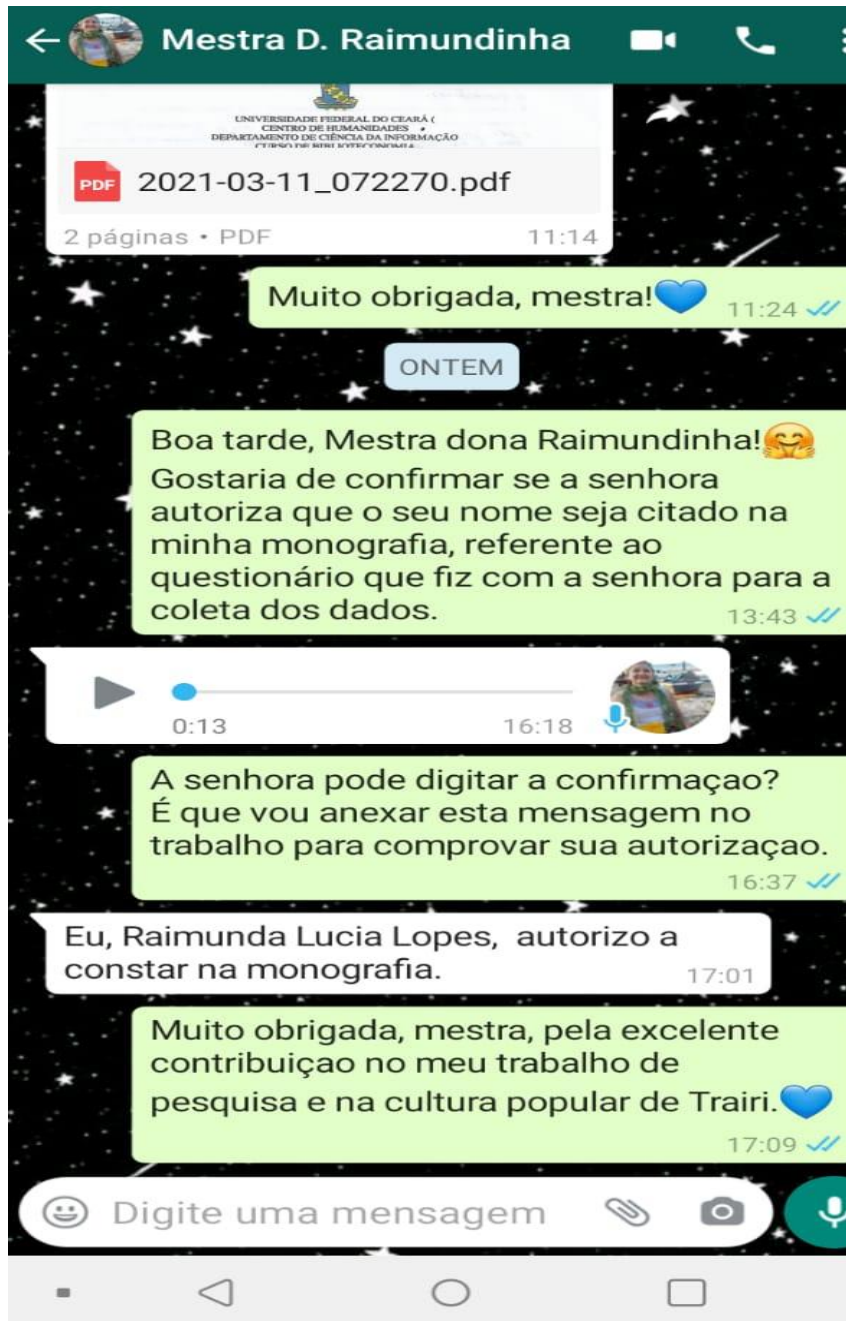 Mestra D. Raimundinha
UNIVERSIDADE FEDERAL DO CEARÁ (
CENTRO DE HUMANIDADES
DEPARTAMENTO DE CIÊNCIA DA INFORMAÇÃO
CURSO DE BIBLIOTECONOMIA
PDF 2021-03-11_072270.pdf
2 páginas • PDF 11:14
Muito obrigada, mestra!💙 11:24
ONTEM
Boa tarde, Mestra dona Raimundinha!🤗
Gostaria de confirmar se a senhora
autoriza que o seu nome seja citado na
minha monografia, referente ao
questionário que fiz com a senhora para a
coleta dos dados. 13:43
0:13 16:18
A senhora pode digitar a confirmaçao?
É que vou anexar esta mensagem no
trabalho para comprovar sua autorizaçao.
16:37
Eu, Raimunda Lucia Lopes, autorizo a
constar na monografia. 17:01
Muito obrigada, mestra, pela excelente
contribuiçao no meu trabalho de
pesquisa e na cultura popular de Trairi.💙
17:09
Digite uma mensagem